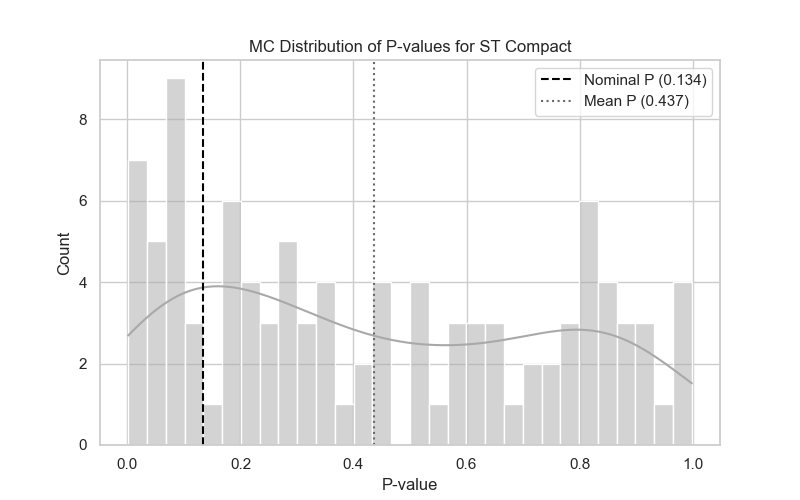 MC Distribution of P-values for ST Compact
Nominal P (0.134)
Mean P (0.437)
Count
8
6
4
2
0
0.0 0.2 0.4 0.6 0.8 1.0
P-value